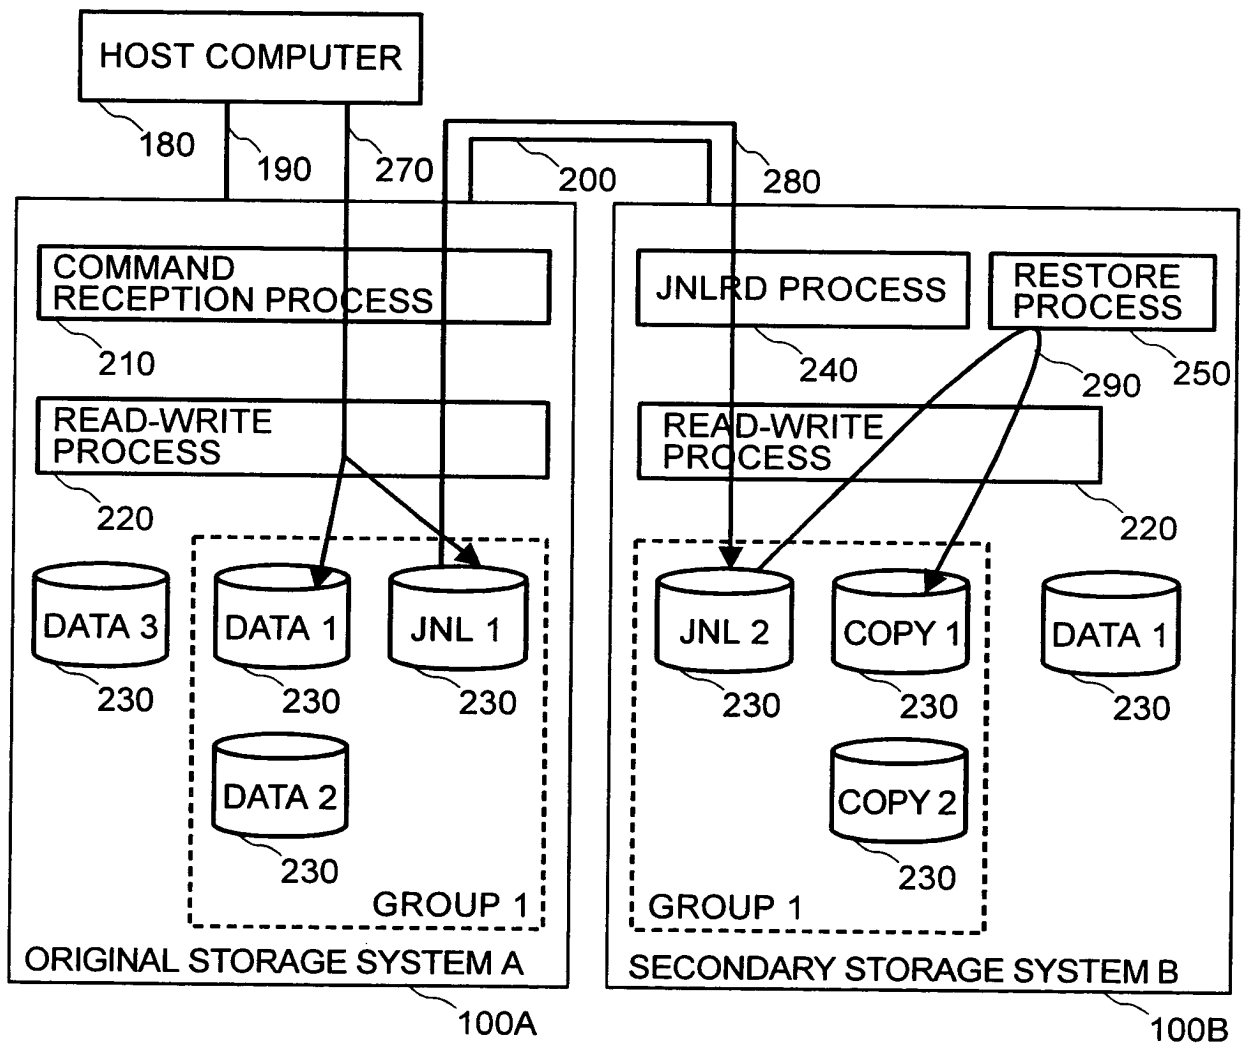 HOST COMPUTER
180
190
270
200
280
COMMAND
RECEPTION PROCESS
210
JNLRD PROCESS
240
RESTORE
PROCESS
250
290
READ-WRITE
PROCESS
220
READ-WRITE
PROCESS
220
DATA 3
230
DATA 1
230
JNL 1
230
DATA 2
230
GROUP 1
JNL 2
230
COPY 1
230
DATA 1
230
COPY 2
230
GROUP 1
ORIGINAL STORAGE SYSTEM A
100A
SECONDARY STORAGE SYSTEM B
100B